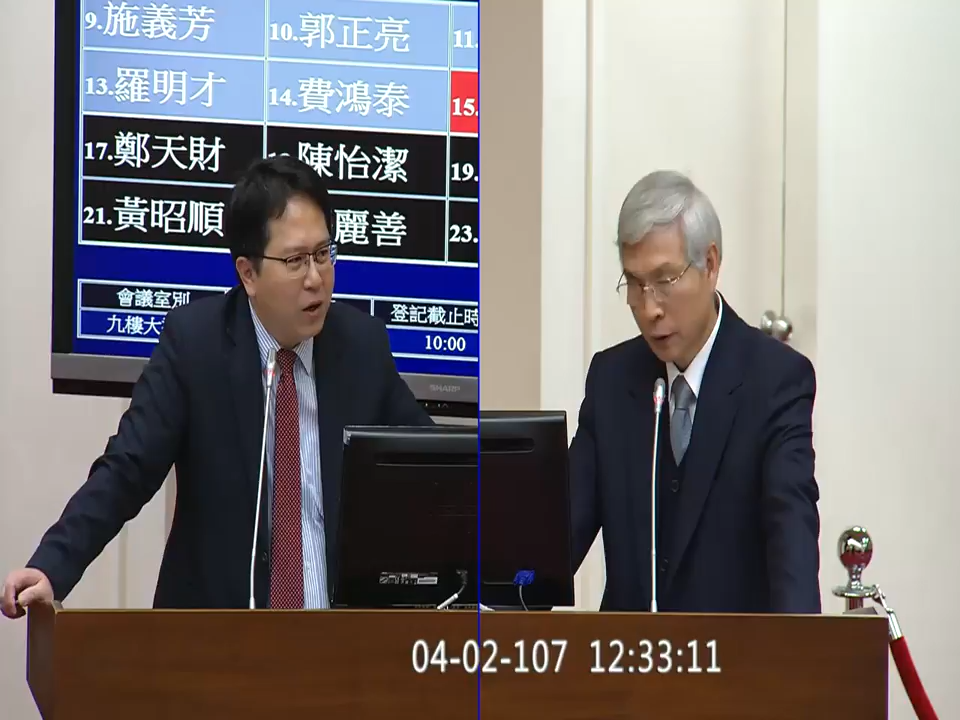 9.施義芳 10.郭正亮 11.
13.羅明才 14.費鴻泰 15.
17.鄭天財 陳怡潔 19.
21.黃昭順 麗善 23.
會議室別 登記截止時
九樓大 10:00
SHARP
04-02-107 12:33:11